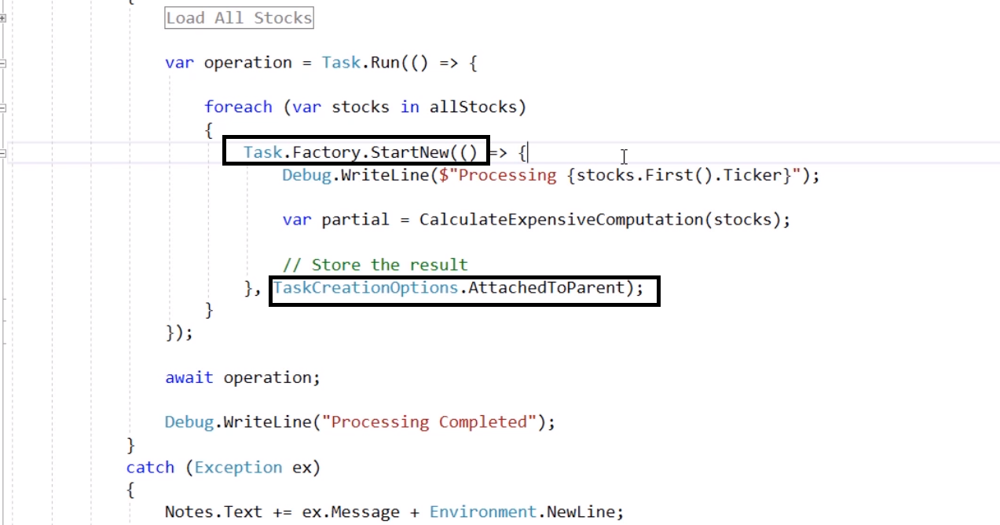 Load All Stocks
var operation = Task.Run(() => {
foreach (var stocks in allStocks)
{
Task.Factory.StartNew(() => {
Debug.WriteLine($"Processing {stocks.First().Ticker}");
var partial = CalculateExpensiveComputation(stocks);
// Store the result
}, TaskCreationOptions.AttachedToParent);
}
});
await operation;
Debug.WriteLine("Processing Completed");
}
catch (Exception ex)
{
Notes.Text += ex.Message + Environment.NewLine;